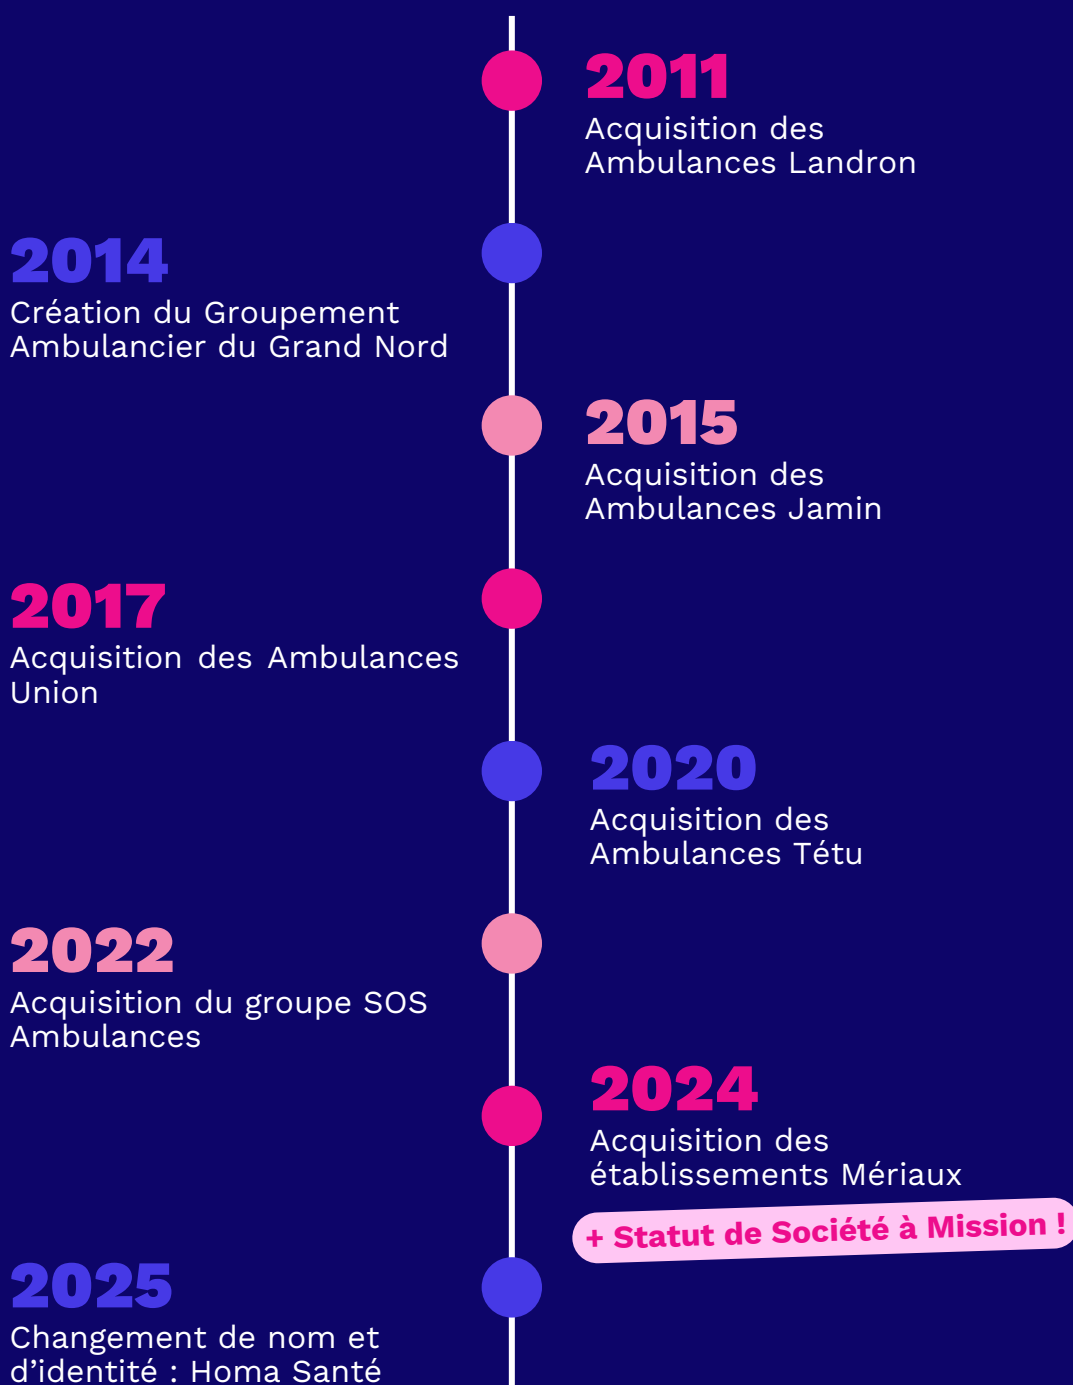 2011
Acquisition des
Ambulances Landron
2014
Création du Groupement
Ambulancier du Grand Nord
2015
Acquisition des
Ambulances Jamin
2017
Acquisition des Ambulances
Union
2020
Acquisition des
Ambulances Tétu
2022
Acquisition du groupe SOS
Ambulances
2024
Acquisition des
établissements Mériaux
+ Statut de Société à Mission !
2025
Changement de nom et
d’identité : Homa Santé